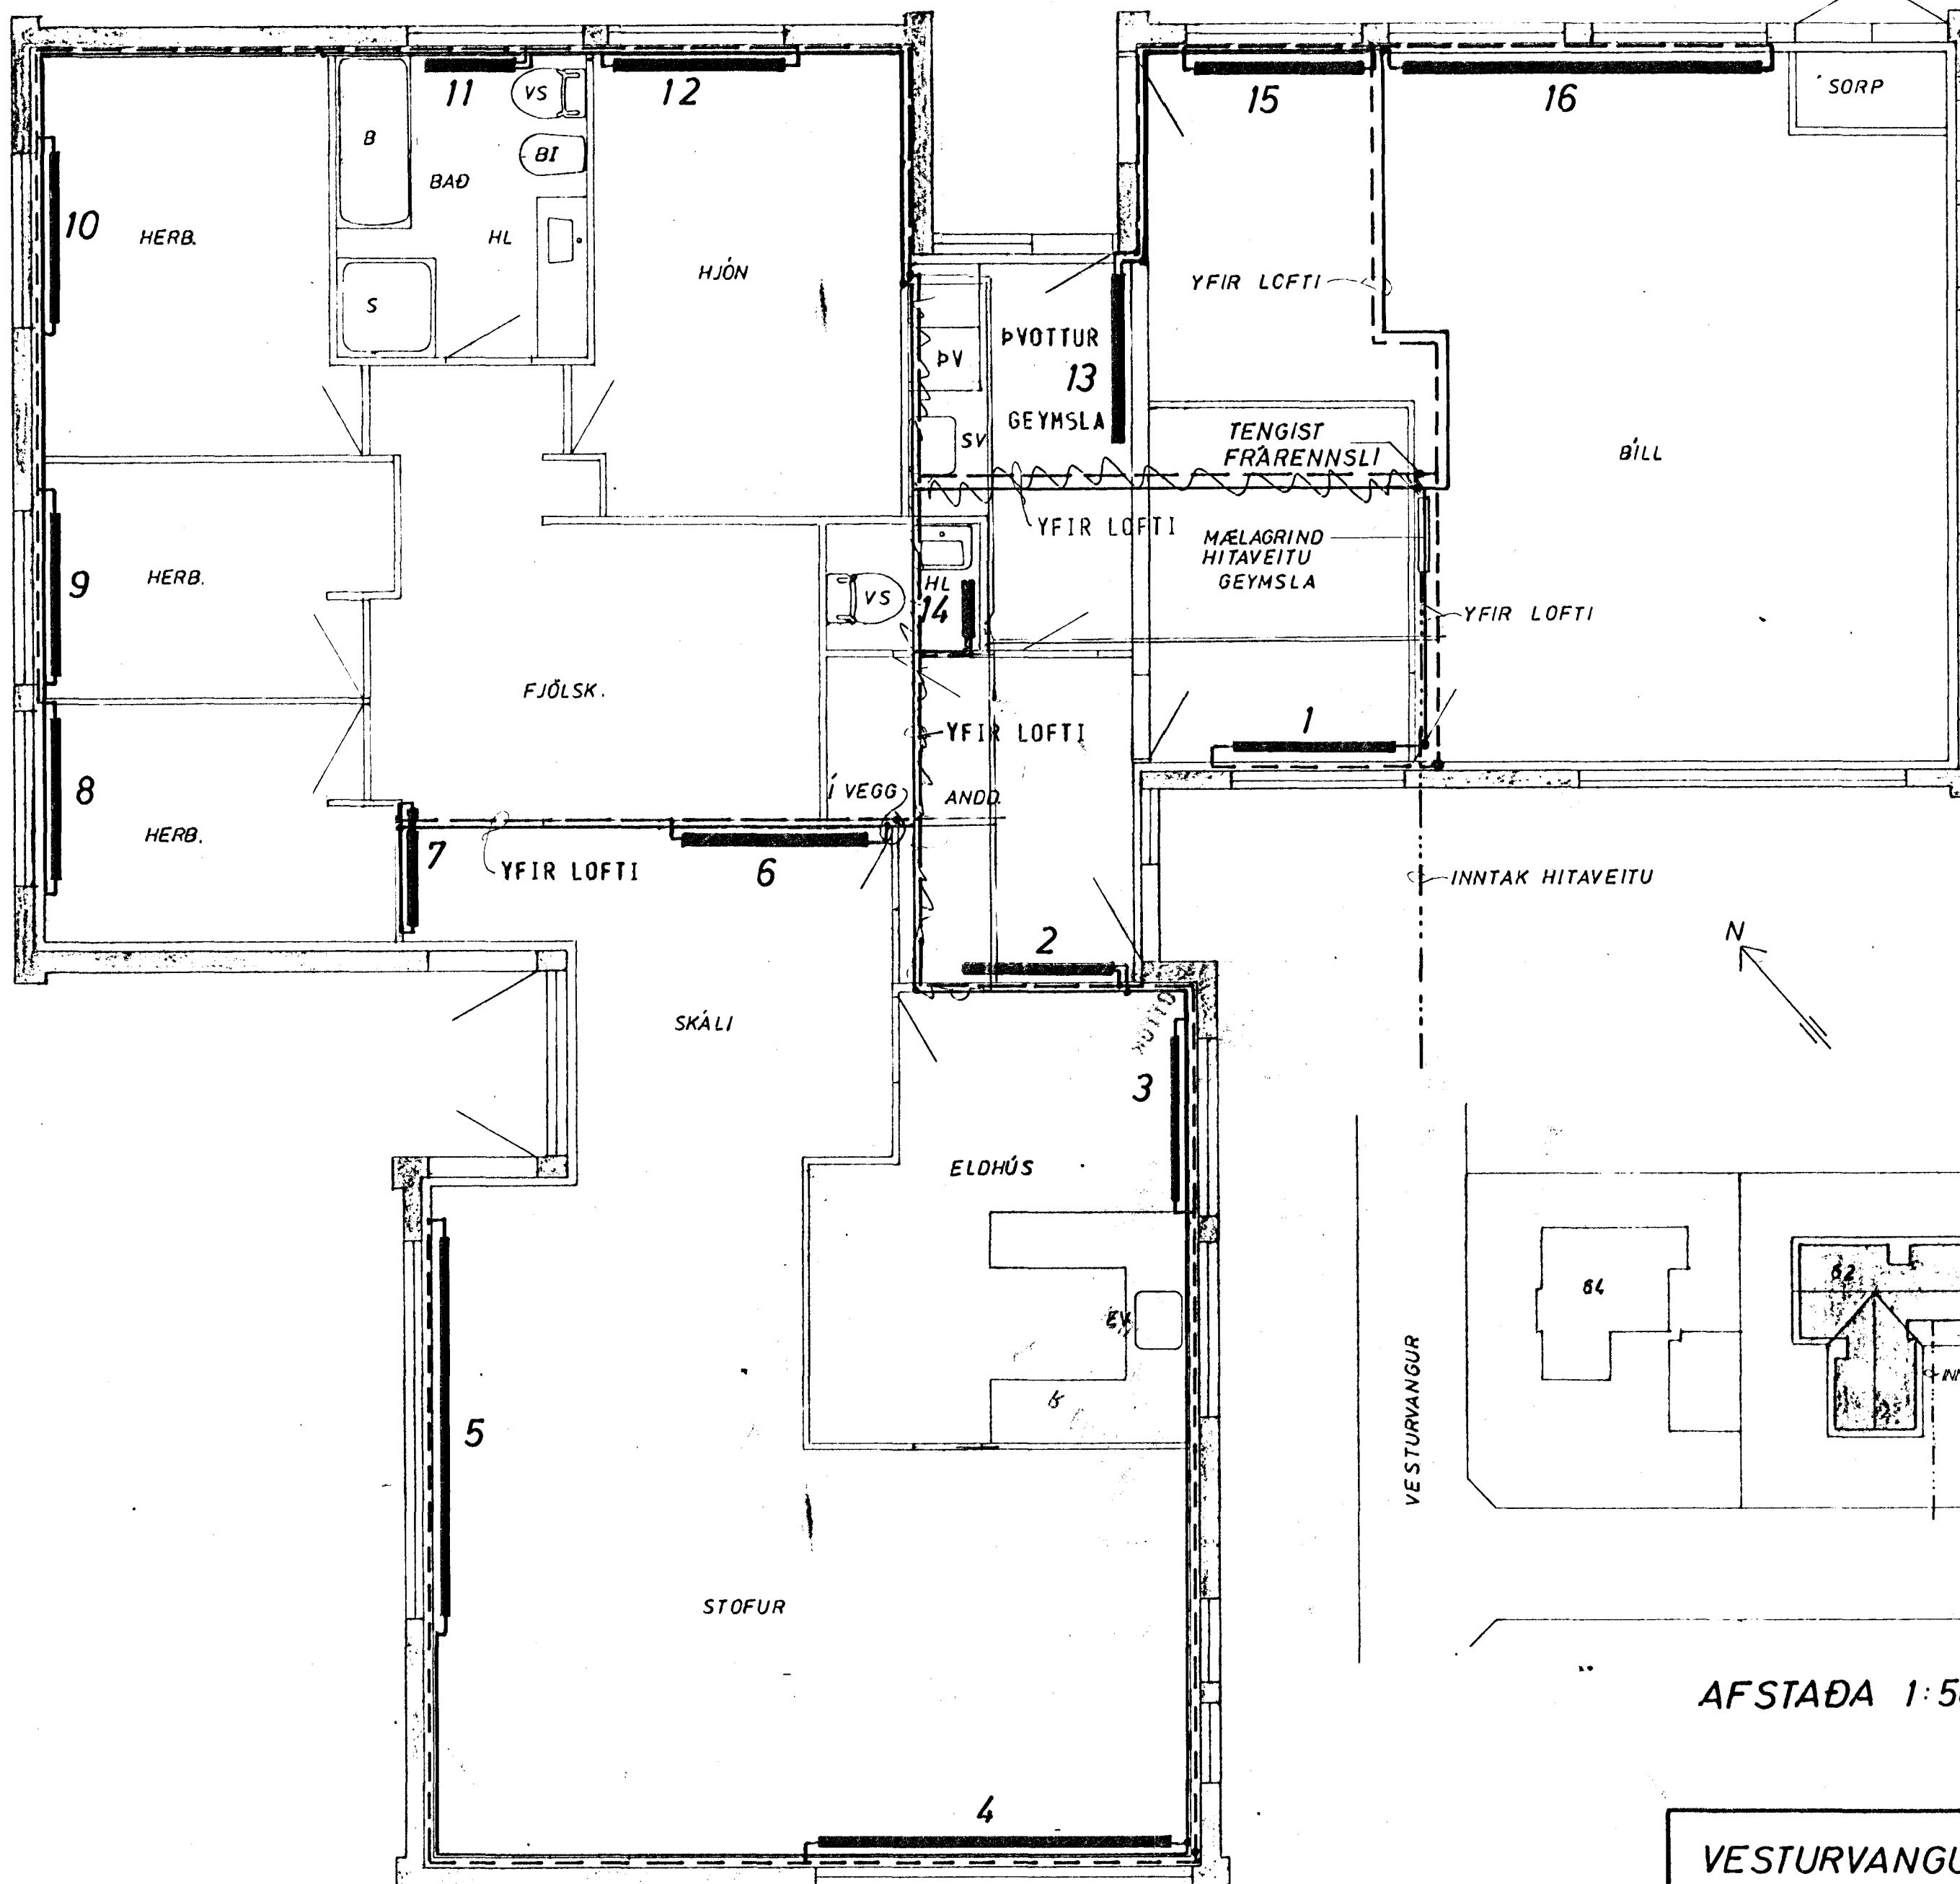 11
12
15
16
SORP
VS
B
BI
BAÐ
10
HERB.
HL
HJÓN
S
YFIR LOFTI
ÞVOTTUR
ÞV
13
GEYMSLA
SV
TENGIST
FRÁRENNSLI
BÍLL
YFIR LOFTI
MÆLAGRIND
HITAVEITU
GEYMSLA
9
HERB.
VS
HL
14
YFIR LOFTI
FJÖLSK.
YFIR LOFTI
1
8
Í VEGG
ANDD.
HERB.
7
YFIR LOFTI
6
INNTAK HITAVEITU
N
2
SKÁLI
3
ELDHÚS
64
62
EV
5
VESTURVANGUR
STOFUR
AFSTAÐA 1:5
4
VESTURVANGU